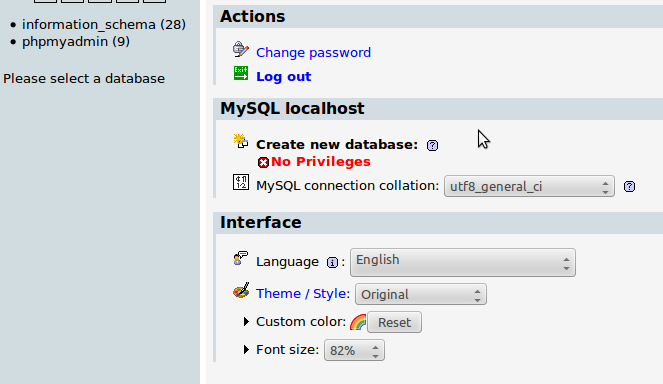 information_schema (28)
phpmyadmin (9)
Please select a database
Actions
Change password
Exit
Log out
MySQL localhost
Create new database: ?
No Privileges
MySQL connection collation: utf8_general_ci ?
Interface
Language i : English
Theme / Style: Original
Custom color: Reset
Font size: 82%